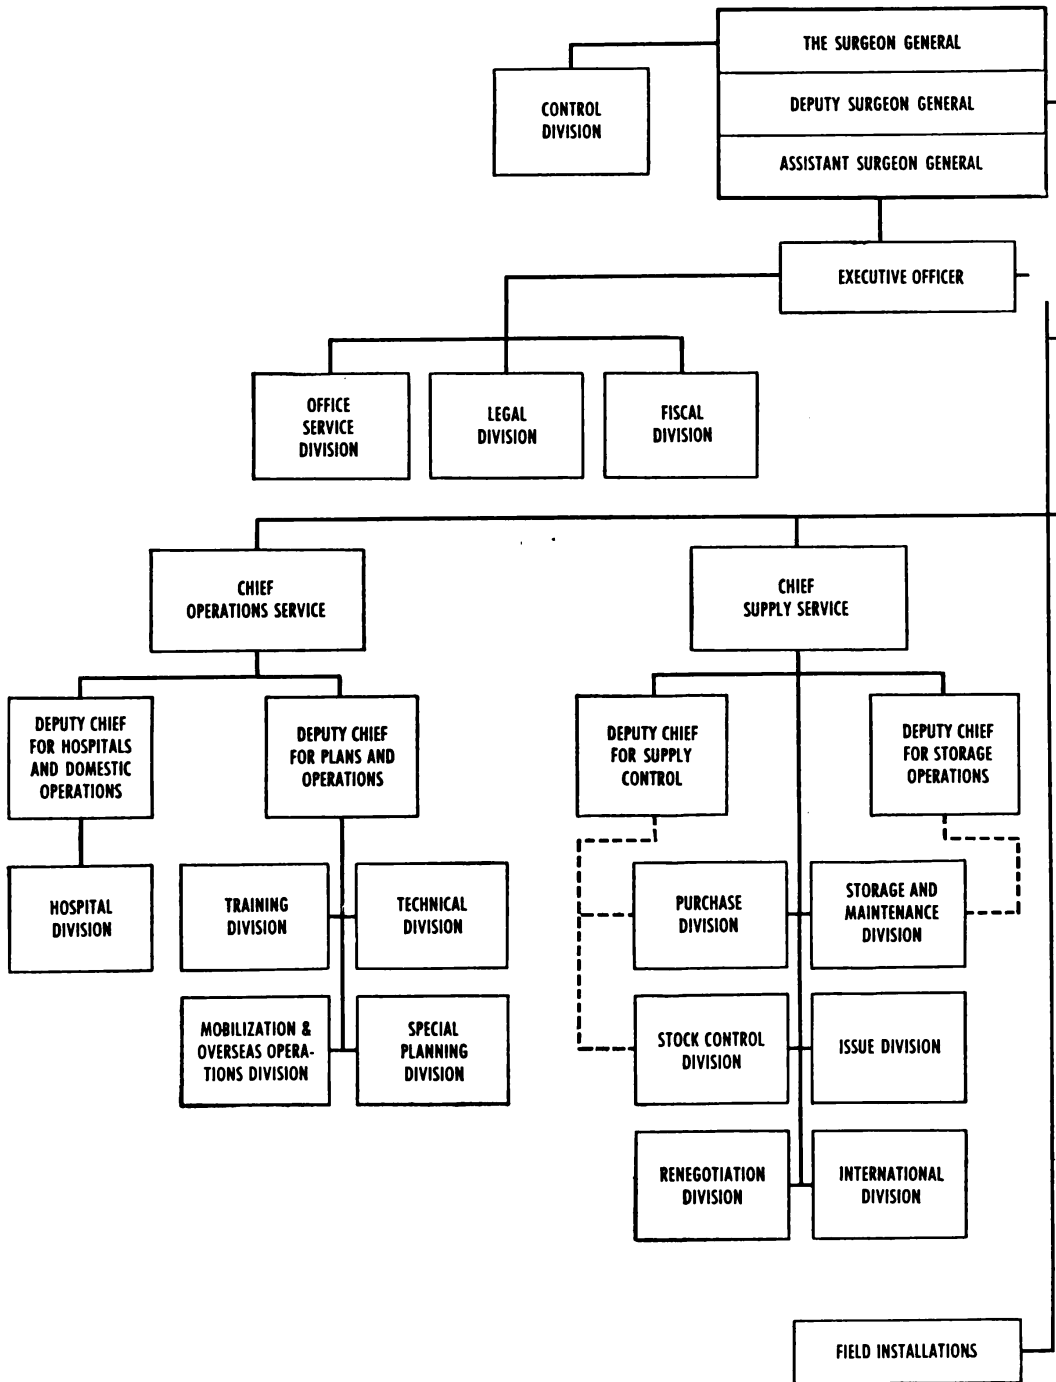 THE SURGEON GENERAL
DEPUTY SURGEON GENERAL
ASSISTANT SURGEON GENERAL
CONTROL
DIVISION
EXECUTIVE OFFICER
OFFICE
SERVICE
DIVISION
LEGAL
DIVISION
FISCAL
DIVISION
CHIEF
OPERATIONS SERVICE
CHIEF
SUPPLY SERVICE
DEPUTY CHIEF
FOR HOSPITALS
AND DOMESTIC
OPERATIONS
DEPUTY CHIEF
FOR PLANS AND
OPERATIONS
DEPUTY CHIEF
FOR SUPPLY
CONTROL
DEPUTY CHIEF
FOR STORAGE
OPERATIONS
HOSPITAL
DIVISION
TRAINING
DIVISION
TECHNICAL
DIVISION
PURCHASE
DIVISION
STORAGE AND
MAINTENANCE
DIVISION
MOBILIZATION &
OVERSEAS OPERA-
TIONS DIVISION
SPECIAL
PLANNING
DIVISION
STOCK CONTROL
DIVISION
ISSUE DIVISION
RENEGOTIATION
DIVISION
INTERNATIONAL
DIVISION
FIELD INSTALLATIONS